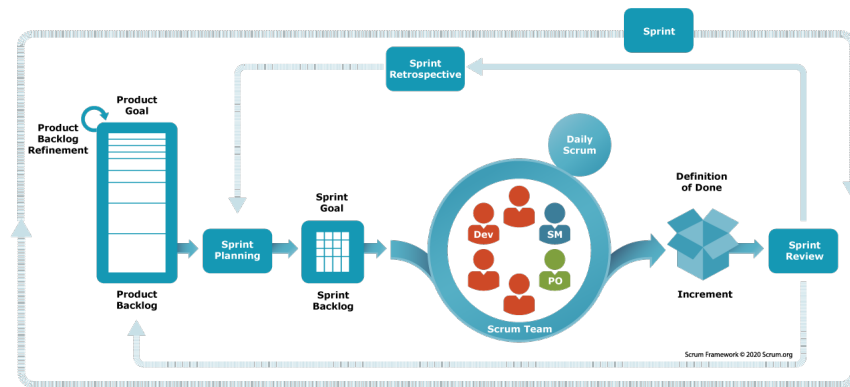 Sprint
Sprint
Retrospective
Product
Goal
Product
Backlog
Refinement
Daily
Scrum
Definition
of Done
Sprint
Goal
Dev
SM
PO
Sprint
Planning
Sprint
Review
Product
Backlog
Sprint
Backlog
Increment
Scrum Team
Scrum Framework © 2020 Scrum.org